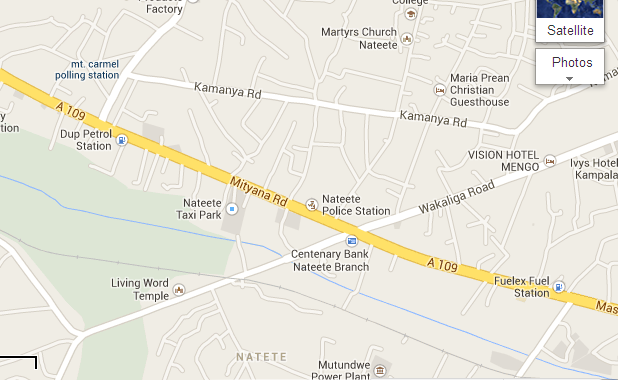 Products
Factory
College
Martyrs Church
Nateete
Satellite
Photos
mt. carmel
polling station
Kamanya Rd
Maria Prean
Christian
Guesthouse
Kamanya Rd
A 109
Dup Petrol
Station
VISION HOTEL
MENGO
Ivys Hotel
Kampala
Mityana Rd
Nateete
Taxi Park
Nateete
Police Station
Wakaliga Road
Centenary Bank
Nateete Branch
A 109
Living Word
Temple
Fuelex Fuel
Station
Mas
NATETE
Mutundwe
Power Plant